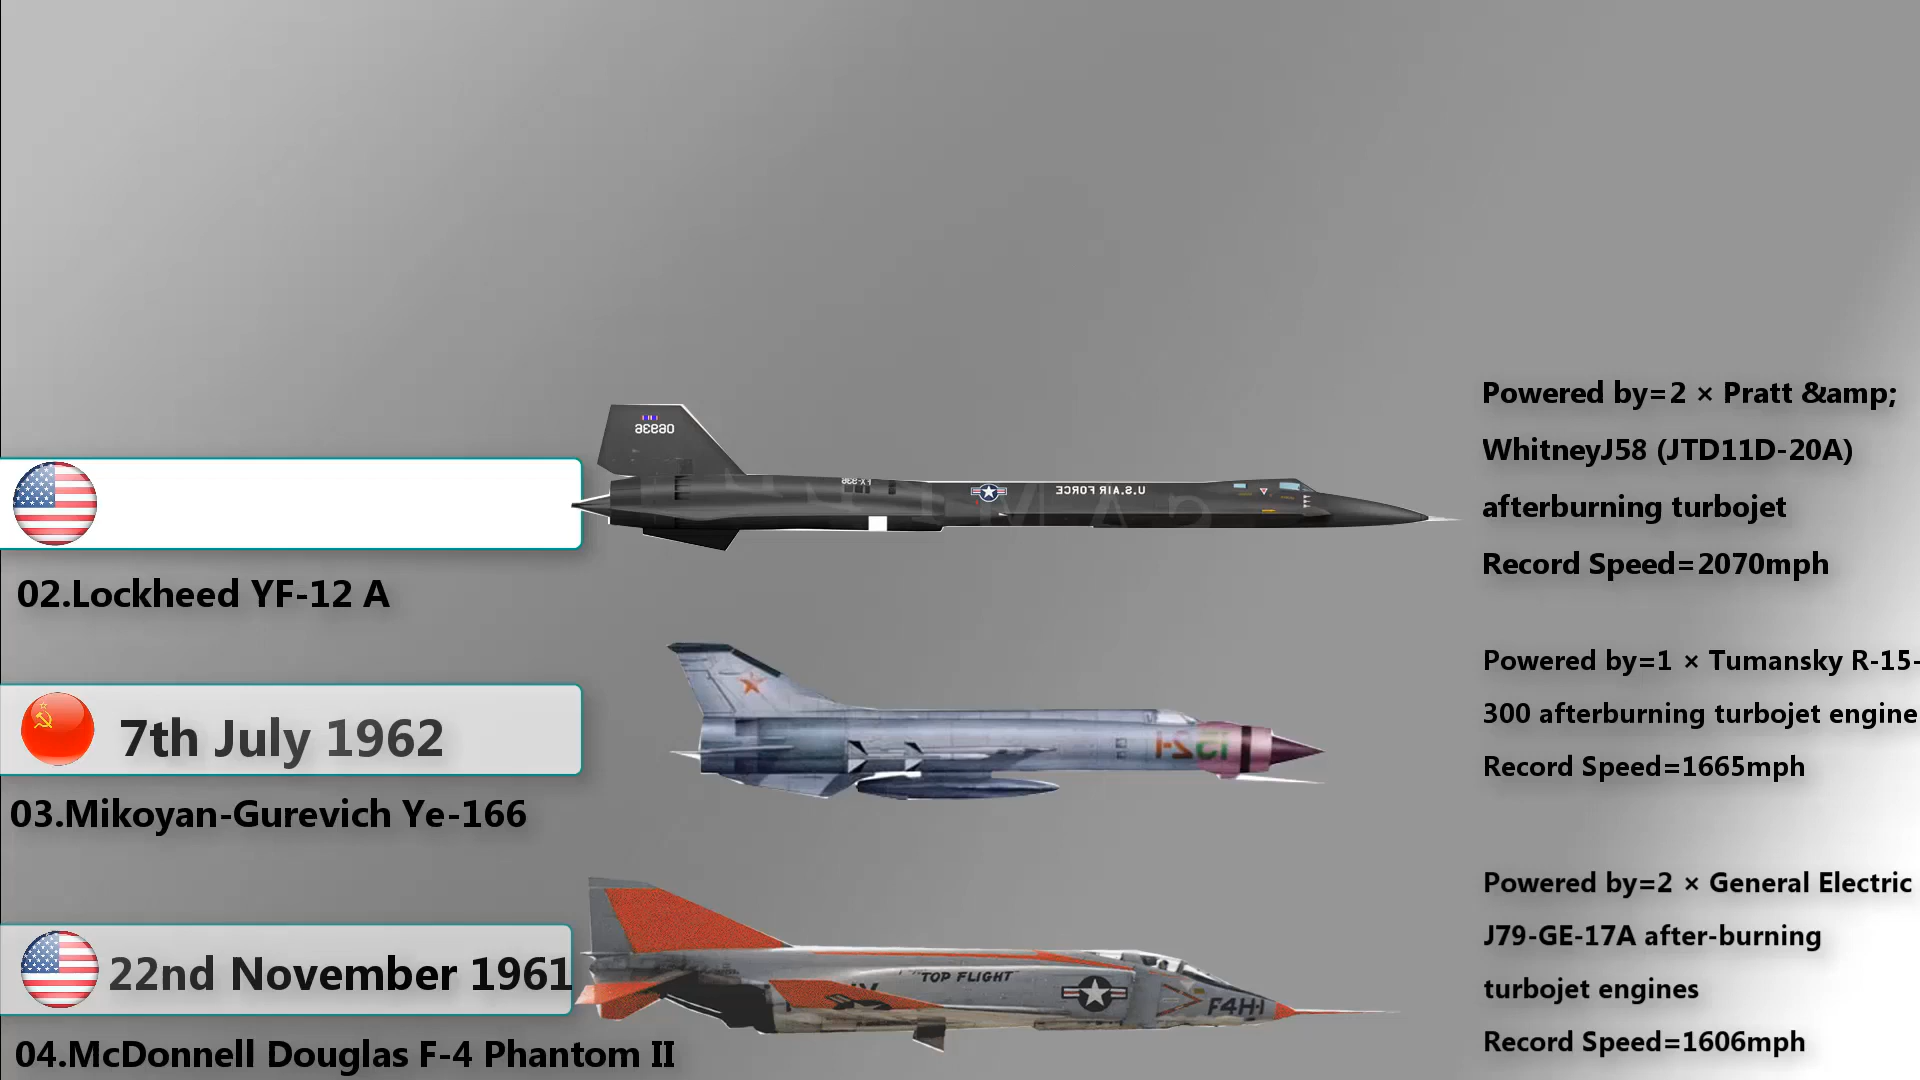 Powered by=2 × Pratt &amp;
WhitneyJ58 (JTD11D-20A)
afterburning turbojet
Record Speed=2070mph
06936
FX-936
U.S.AIR FORCE
02.Lockheed YF-12 A
7th July 1962
Powered by=1 × Tumansky R-15-
300 afterburning turbojet engine
Record Speed=1665mph
03.Mikoyan-Gurevich Ye-166
22nd November 1961
"TOP FLIGHT"
F4H-1
Powered by=2 × General Electric
J79-GE-17A after-burning
turbojet engines
Record Speed=1606mph
04.McDonnell Douglas F-4 Phantom II